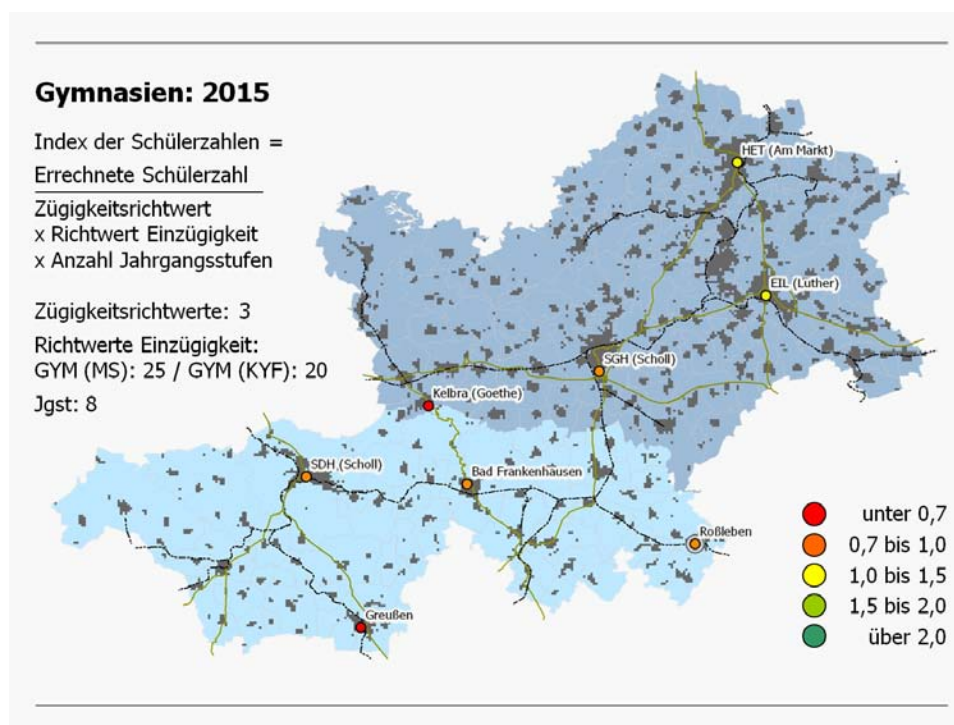 Gymnasien: 2015
Index der Schülerzahlen =
Errechnete Schülerzahl
Zügigkeitsrichtwert
x Richtwert Einzügigkeit
x Anzahl Jahrgangsstufen
Zügigkeitsrichtwerte: 3
Richtwerte Einzügigkeit:
GYM (MS): 25 / GYM (KYF): 20
Jgst: 8
HET (Am Markt)
EIL (Luther)
SGH (Scholl)
Kelbra (Goethe)
SDH (Scholl)
Bad Frankenhausen
Roßleben
Greußen
unter 0,7
0,7 bis 1,0
1,0 bis 1,5
1,5 bis 2,0
über 2,0